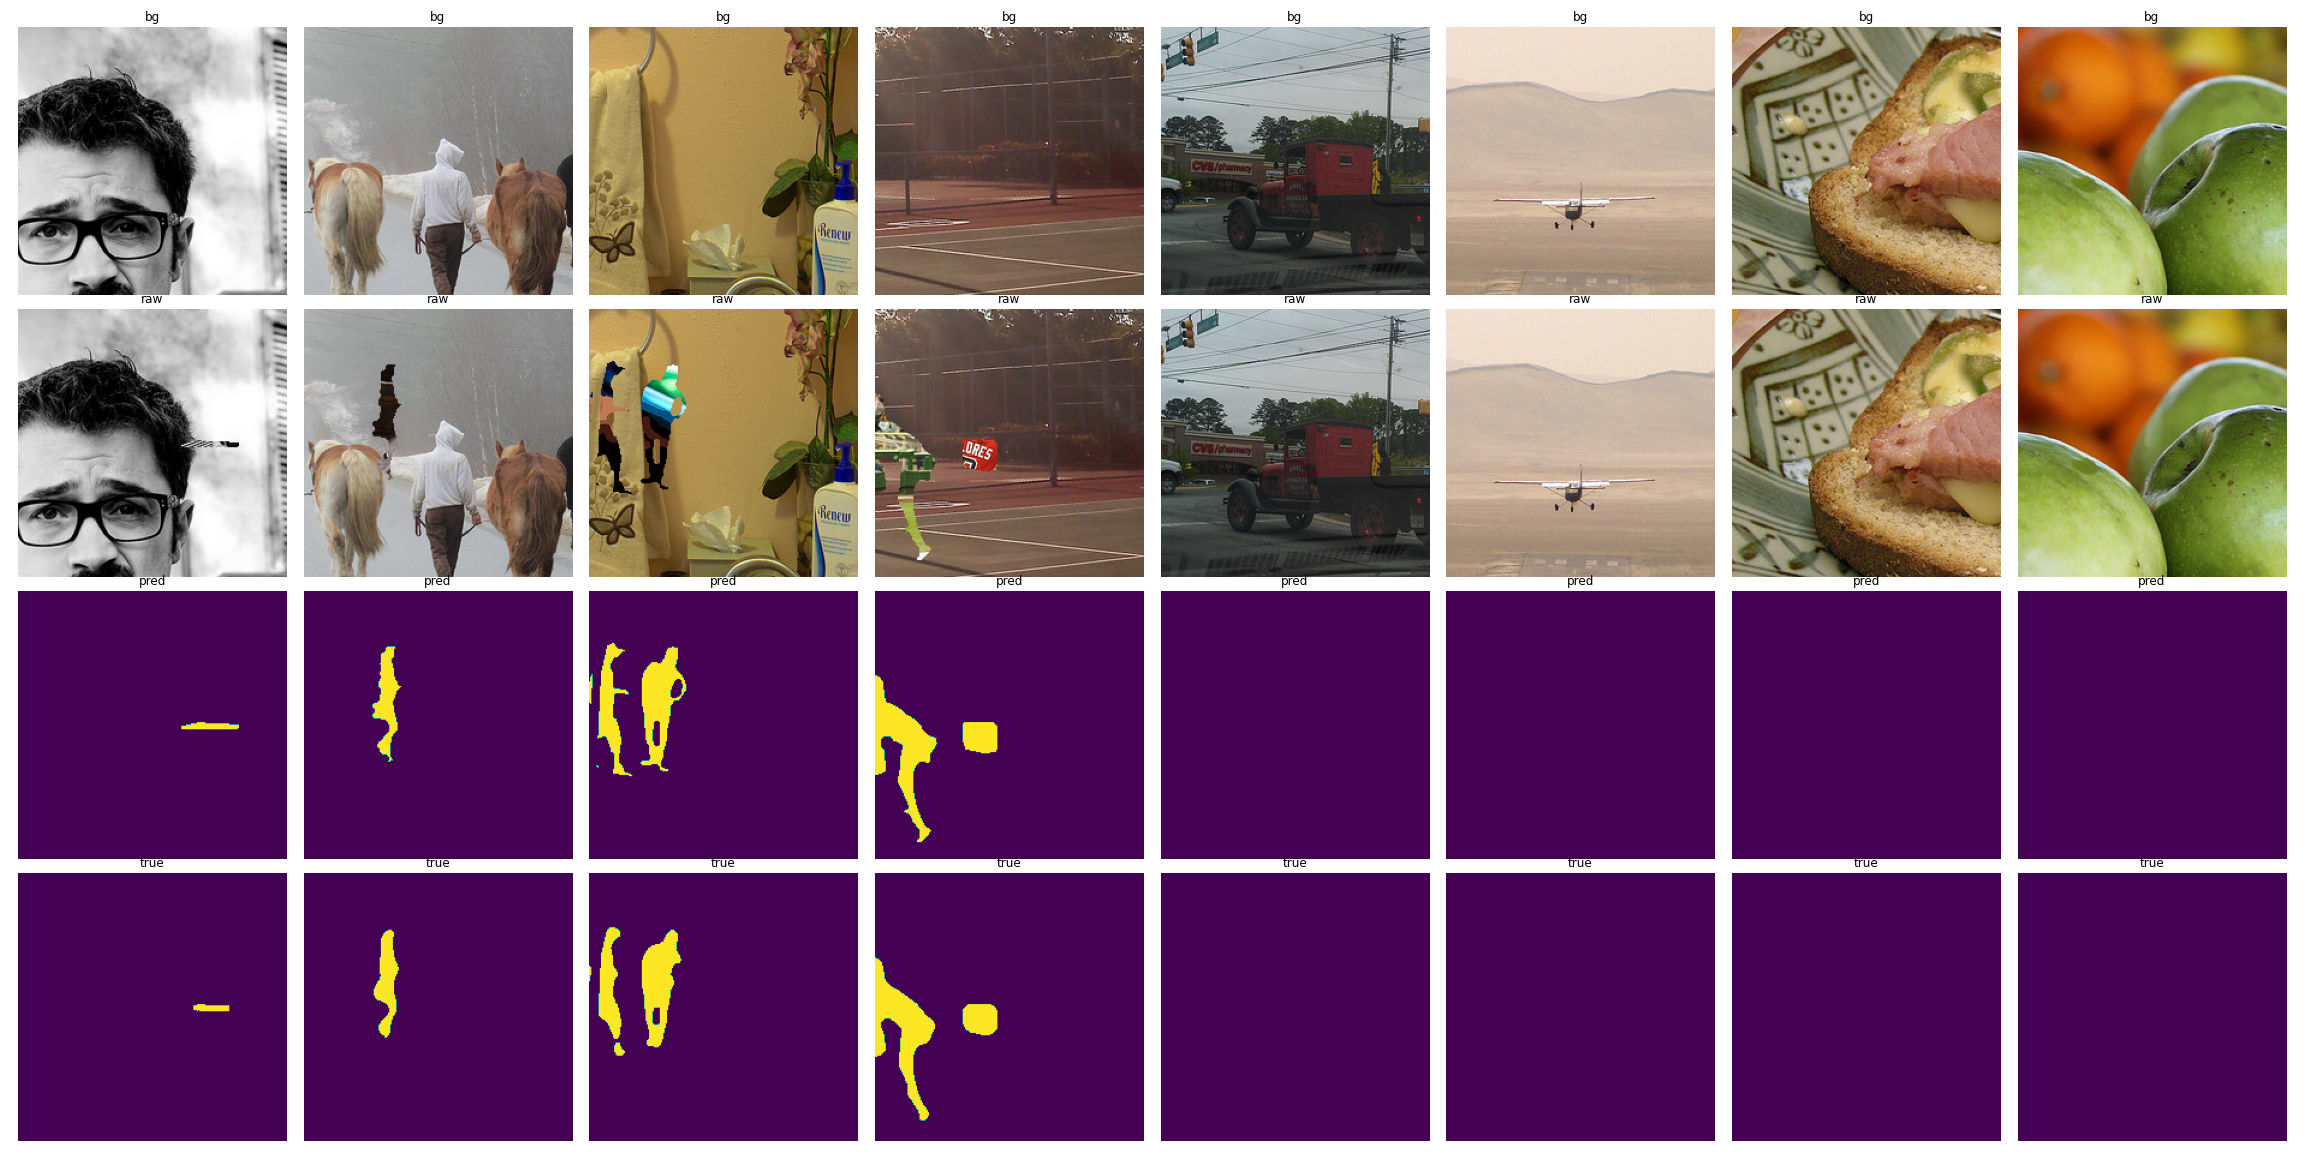 bg bg bg bg bg bg bg bg
Renew
CVS/pharmacy
raw raw raw raw raw raw raw raw
DRES
CVS/pharmacy
Renew
pred pred pred pred pred pred pred pred
true true true true true true true true